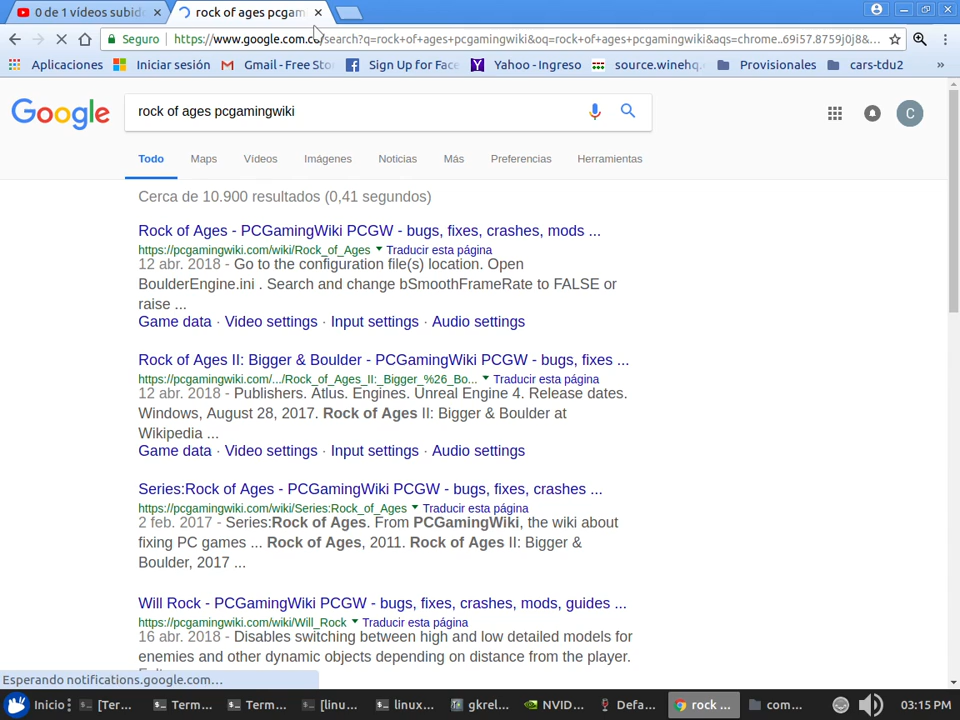 0 de 1 vídeos subido
rock of ages pcgam
Seguro
https://www.google.com.co/search?q=rock+of+ages+pcgamingwiki&oq=rock+of+ages+pcgamingwiki&aqs=chrome..69i57.8759j0j8&...
Aplicaciones
Iniciar sesión
Gmail - Free Sto
Sign Up for Face
Yahoo - Ingreso
source.winehq.
Provisionales
cars-tdu2
»
Google
rock of ages pcgamingwiki
C
Todo Maps Vídeos Imágenes Noticias Más Preferencias Herramientas
Cerca de 10.900 resultados (0,41 segundos)
Rock of Ages - PCGamingWiki PCGW - bugs, fixes, crashes, mods ...
https://pcgamingwiki.com/wiki/Rock_of_Ages Traducir esta página
12 abr. 2018 - Go to the configuration file(s) location. Open
BoulderEngine.ini . Search and change bSmoothFrameRate to FALSE or
raise ...
Game data · Video settings · Input settings · Audio settings
Rock of Ages II: Bigger & Boulder - PCGamingWiki PCGW - bugs, fixes ...
https://pcgamingwiki.com/.../Rock_of_Ages_II:_Bigger_%26_Bo... Traducir esta página
12 abr. 2018 - Publishers. Atlus. Engines. Unreal Engine 4. Release dates.
Windows, August 28, 2017. Rock of Ages II: Bigger & Boulder at
Wikipedia ...
Game data · Video settings · Input settings · Audio settings
Series:Rock of Ages - PCGamingWiki PCGW - bugs, fixes, crashes ...
https://pcgamingwiki.com/wiki/Series:Rock_of_Ages Traducir esta página
2 feb. 2017 - Series:Rock of Ages. From PCGamingWiki, the wiki about
fixing PC games ... Rock of Ages, 2011. Rock of Ages II: Bigger &
Boulder, 2017 ...
Will Rock - PCGamingWiki PCGW - bugs, fixes, crashes, mods, guides ...
https://pcgamingwiki.com/wiki/Will_Rock Traducir esta página
16 abr. 2018 - Disables switching between high and low detailed models for
enemies and other dynamic objects depending on distance from the player.
Esperando notifications.google.com...
Inicio
[Ter...
Term...
Term...
[linu...
linux...
gkrel...
NVID...
Defa...
rock ...
com...
03:15 PM